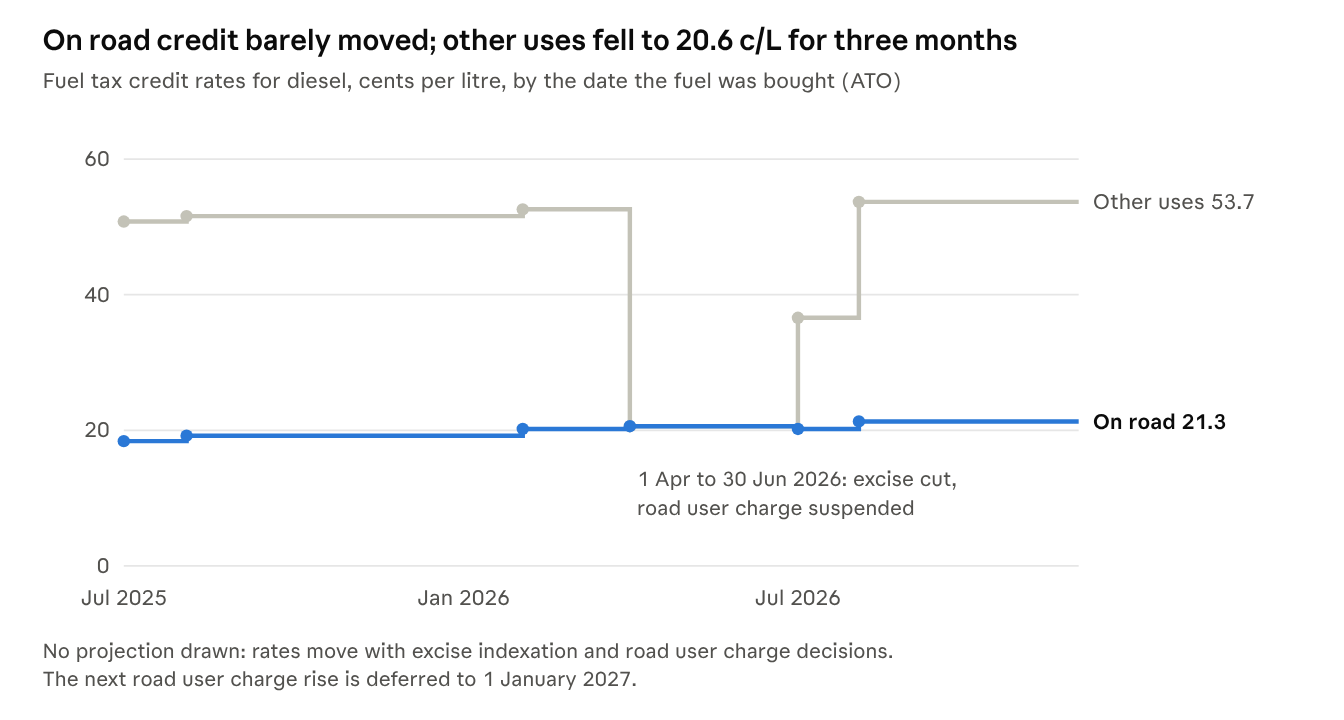 On road credit barely moved; other uses fell to 20.6 c/L for three months
Fuel tax credit rates for diesel, cents per litre, by the date the fuel was bought (ATO)
60
Other uses 53.7
40
20
On road 21.3
1 Apr to 30 Jun 2026: excise cut,
road user charge suspended
0
Jul 2025
Jan 2026
Jul 2026
No projection drawn: rates move with excise indexation and road user charge decisions.
The next road user charge rise is deferred to 1 January 2027.